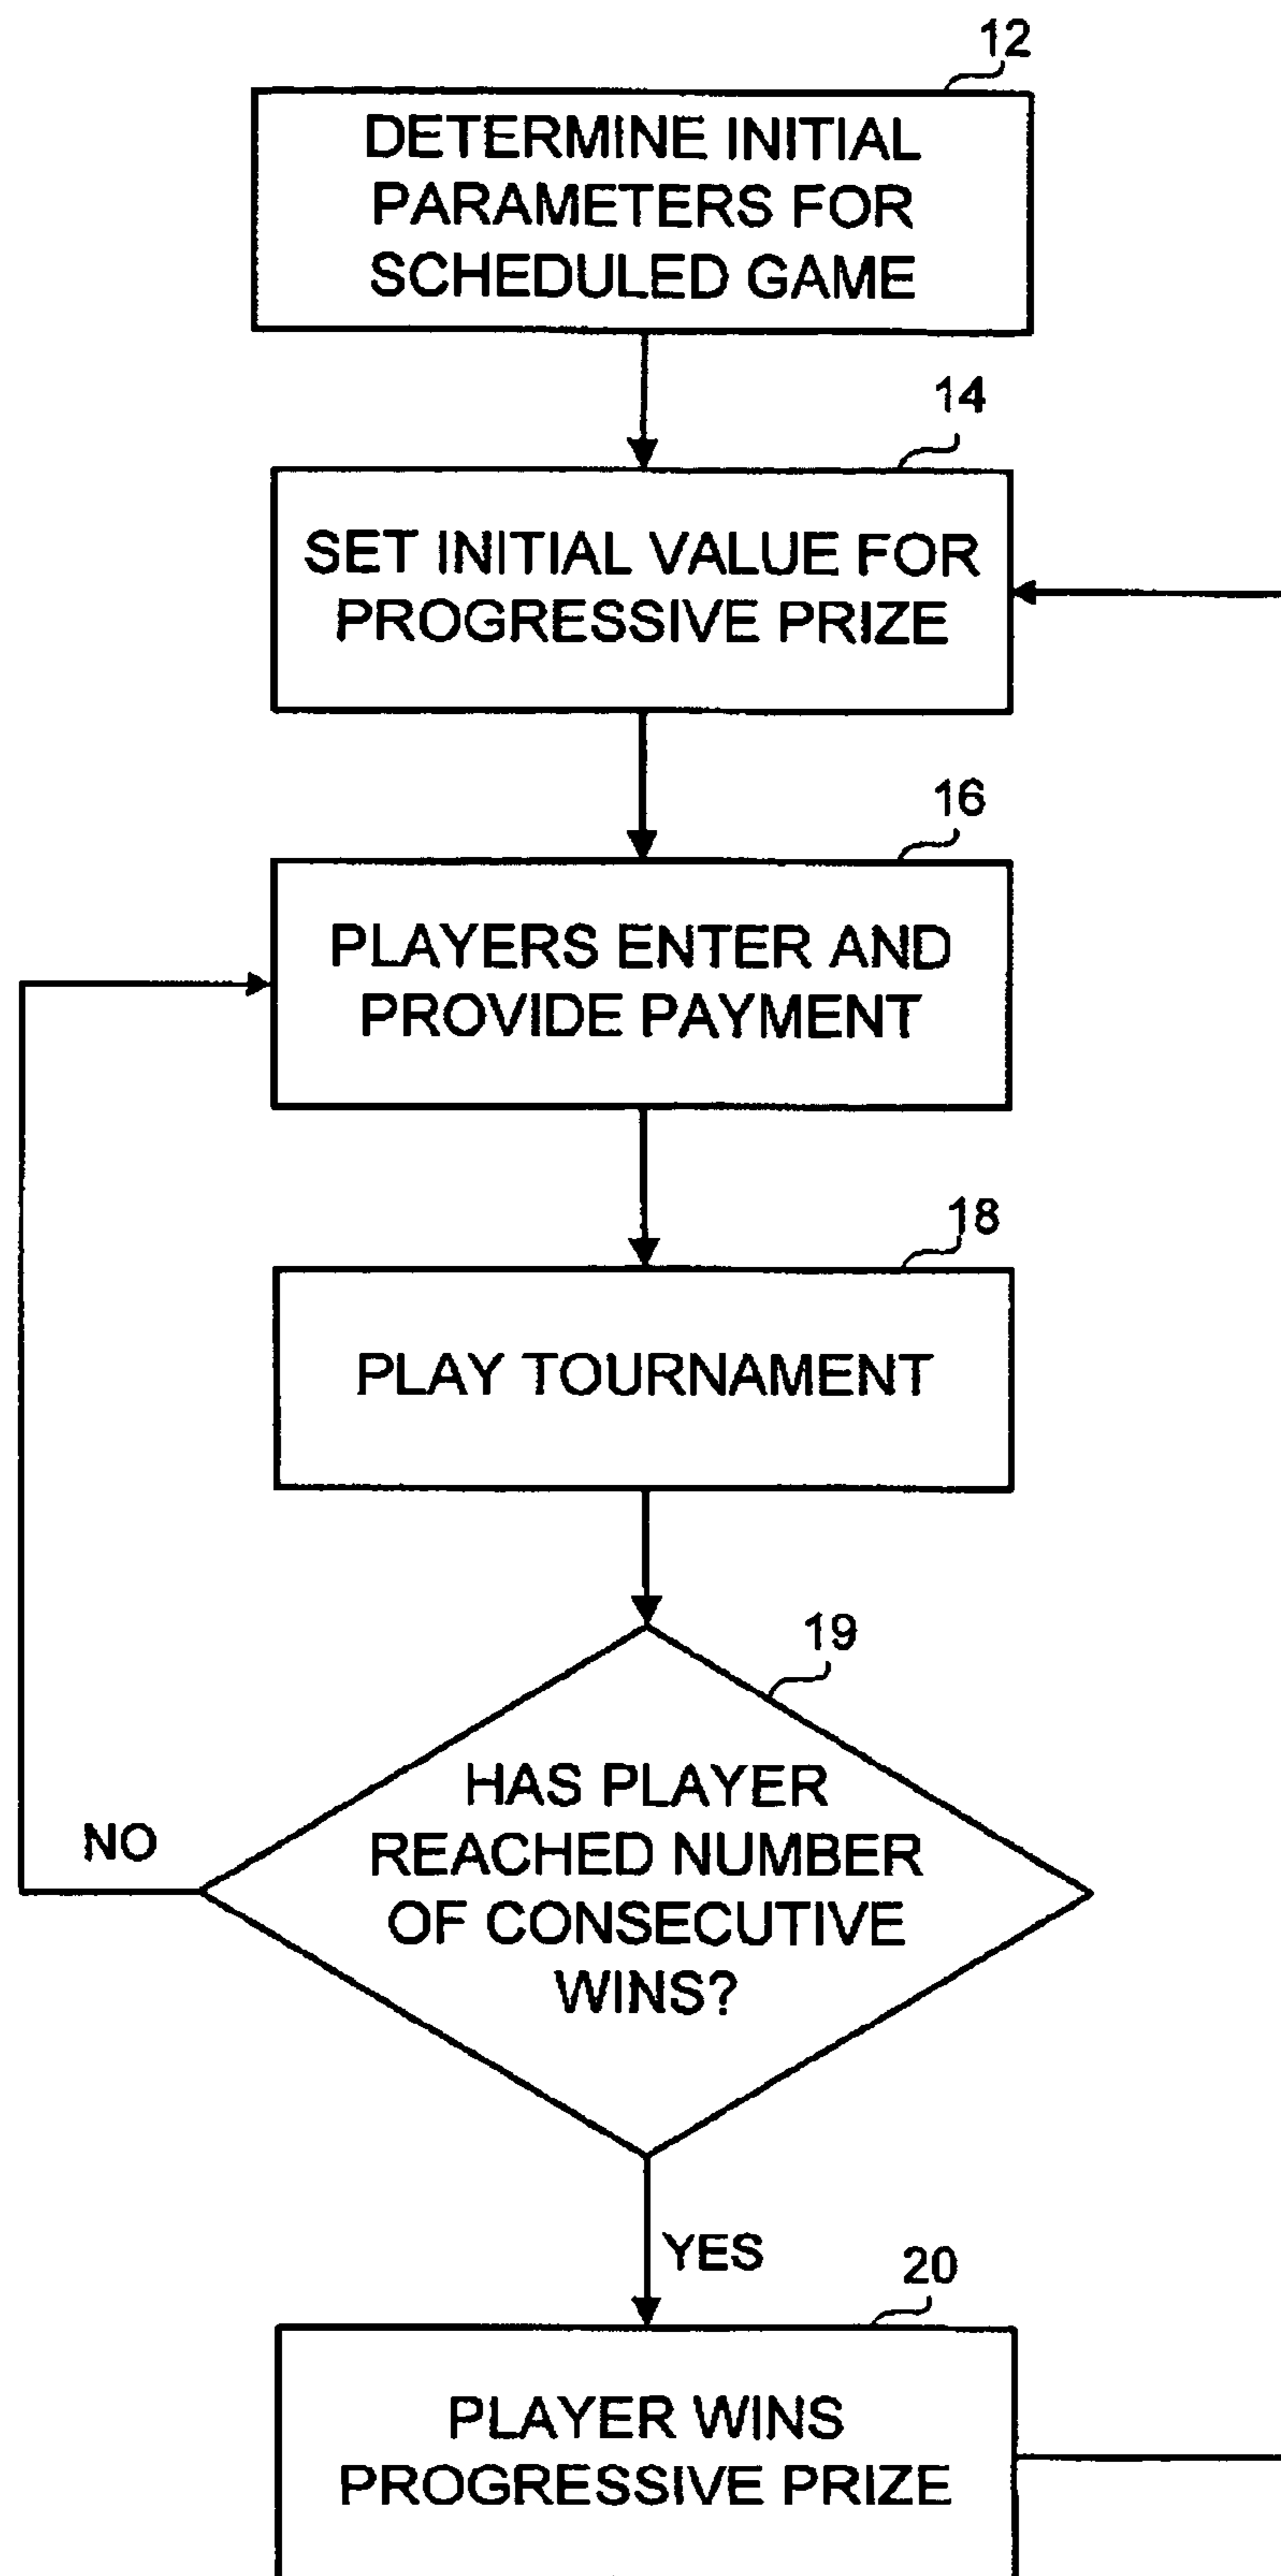 12
DETERMINE INITIAL
PARAMETERS FOR
SCHEDULED GAME
14
SET INITIAL VALUE FOR
PROGRESSIVE PRIZE
16
PLAYERS ENTER AND
PROVIDE PAYMENT
18
PLAY TOURNAMENT
19
HAS PLAYER
REACHED NUMBER
OF CONSECUTIVE
WINS?
NO
YES
20
PLAYER WINS
PROGRESSIVE PRIZE